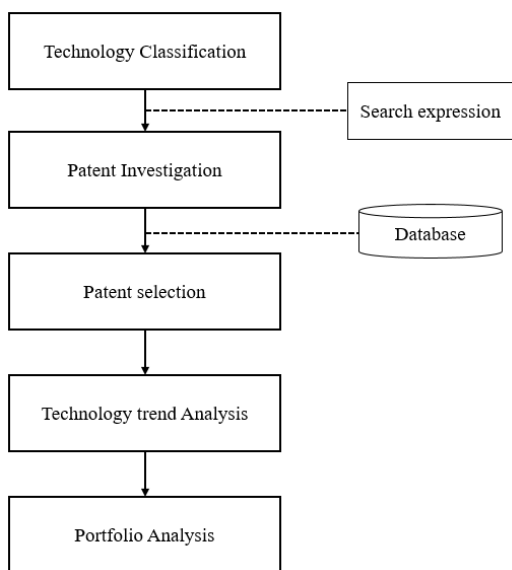 Technology Classification
Search expression
Patent Investigation
Database
Patent selection
Technology trend Analysis
Portfolio Analysis